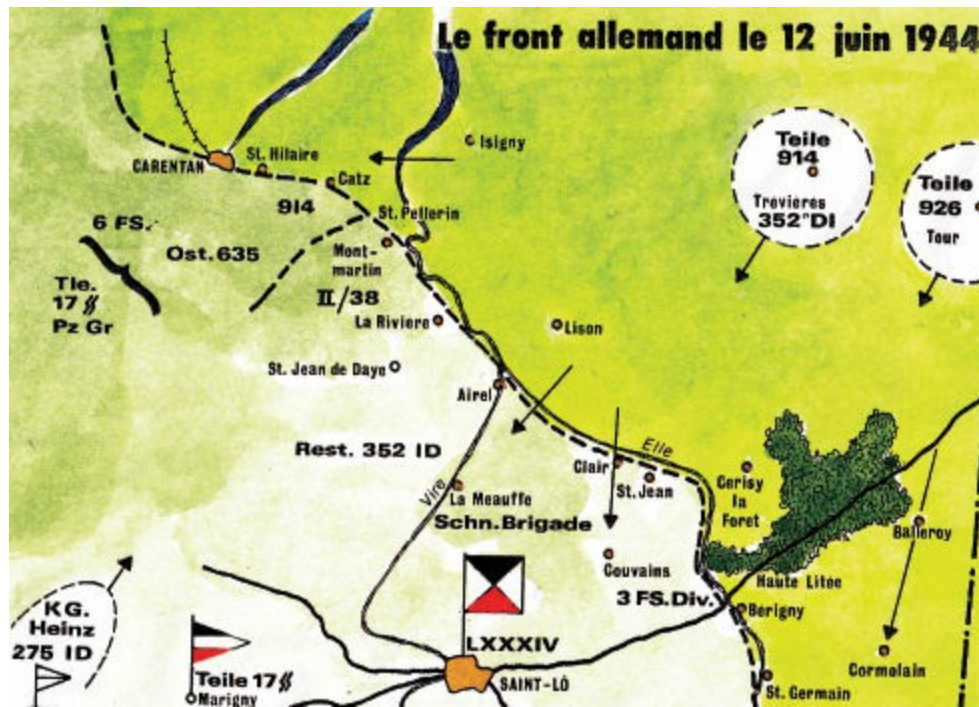 Le front allemand le 12 juin 1944
Isigny
Teile
914
Trévières
352°DI
Teile
926
Tour
CARENTAN
St. Hilaire
Catz
914
St. Pellerin
6 FS.
Ost. 635
Mont-
martin
II/38
Tle.
17 SS
Pz Gr
La Riviere
Lison
St. Jean de Daye
Airel
Rest. 352 ID
Elle
Clair
St. Jean
Cerisy
la
Foret
Vire
La Meauffe
Schn. Brigade
Balleroy
Couvains
Haute Litée
3 FS. Div.
Berigny
KG.
Heinz
275 ID
LXXXIV
SAINT-LÔ
Teile 17 SS
Marigny
Cormolain
St. Germain